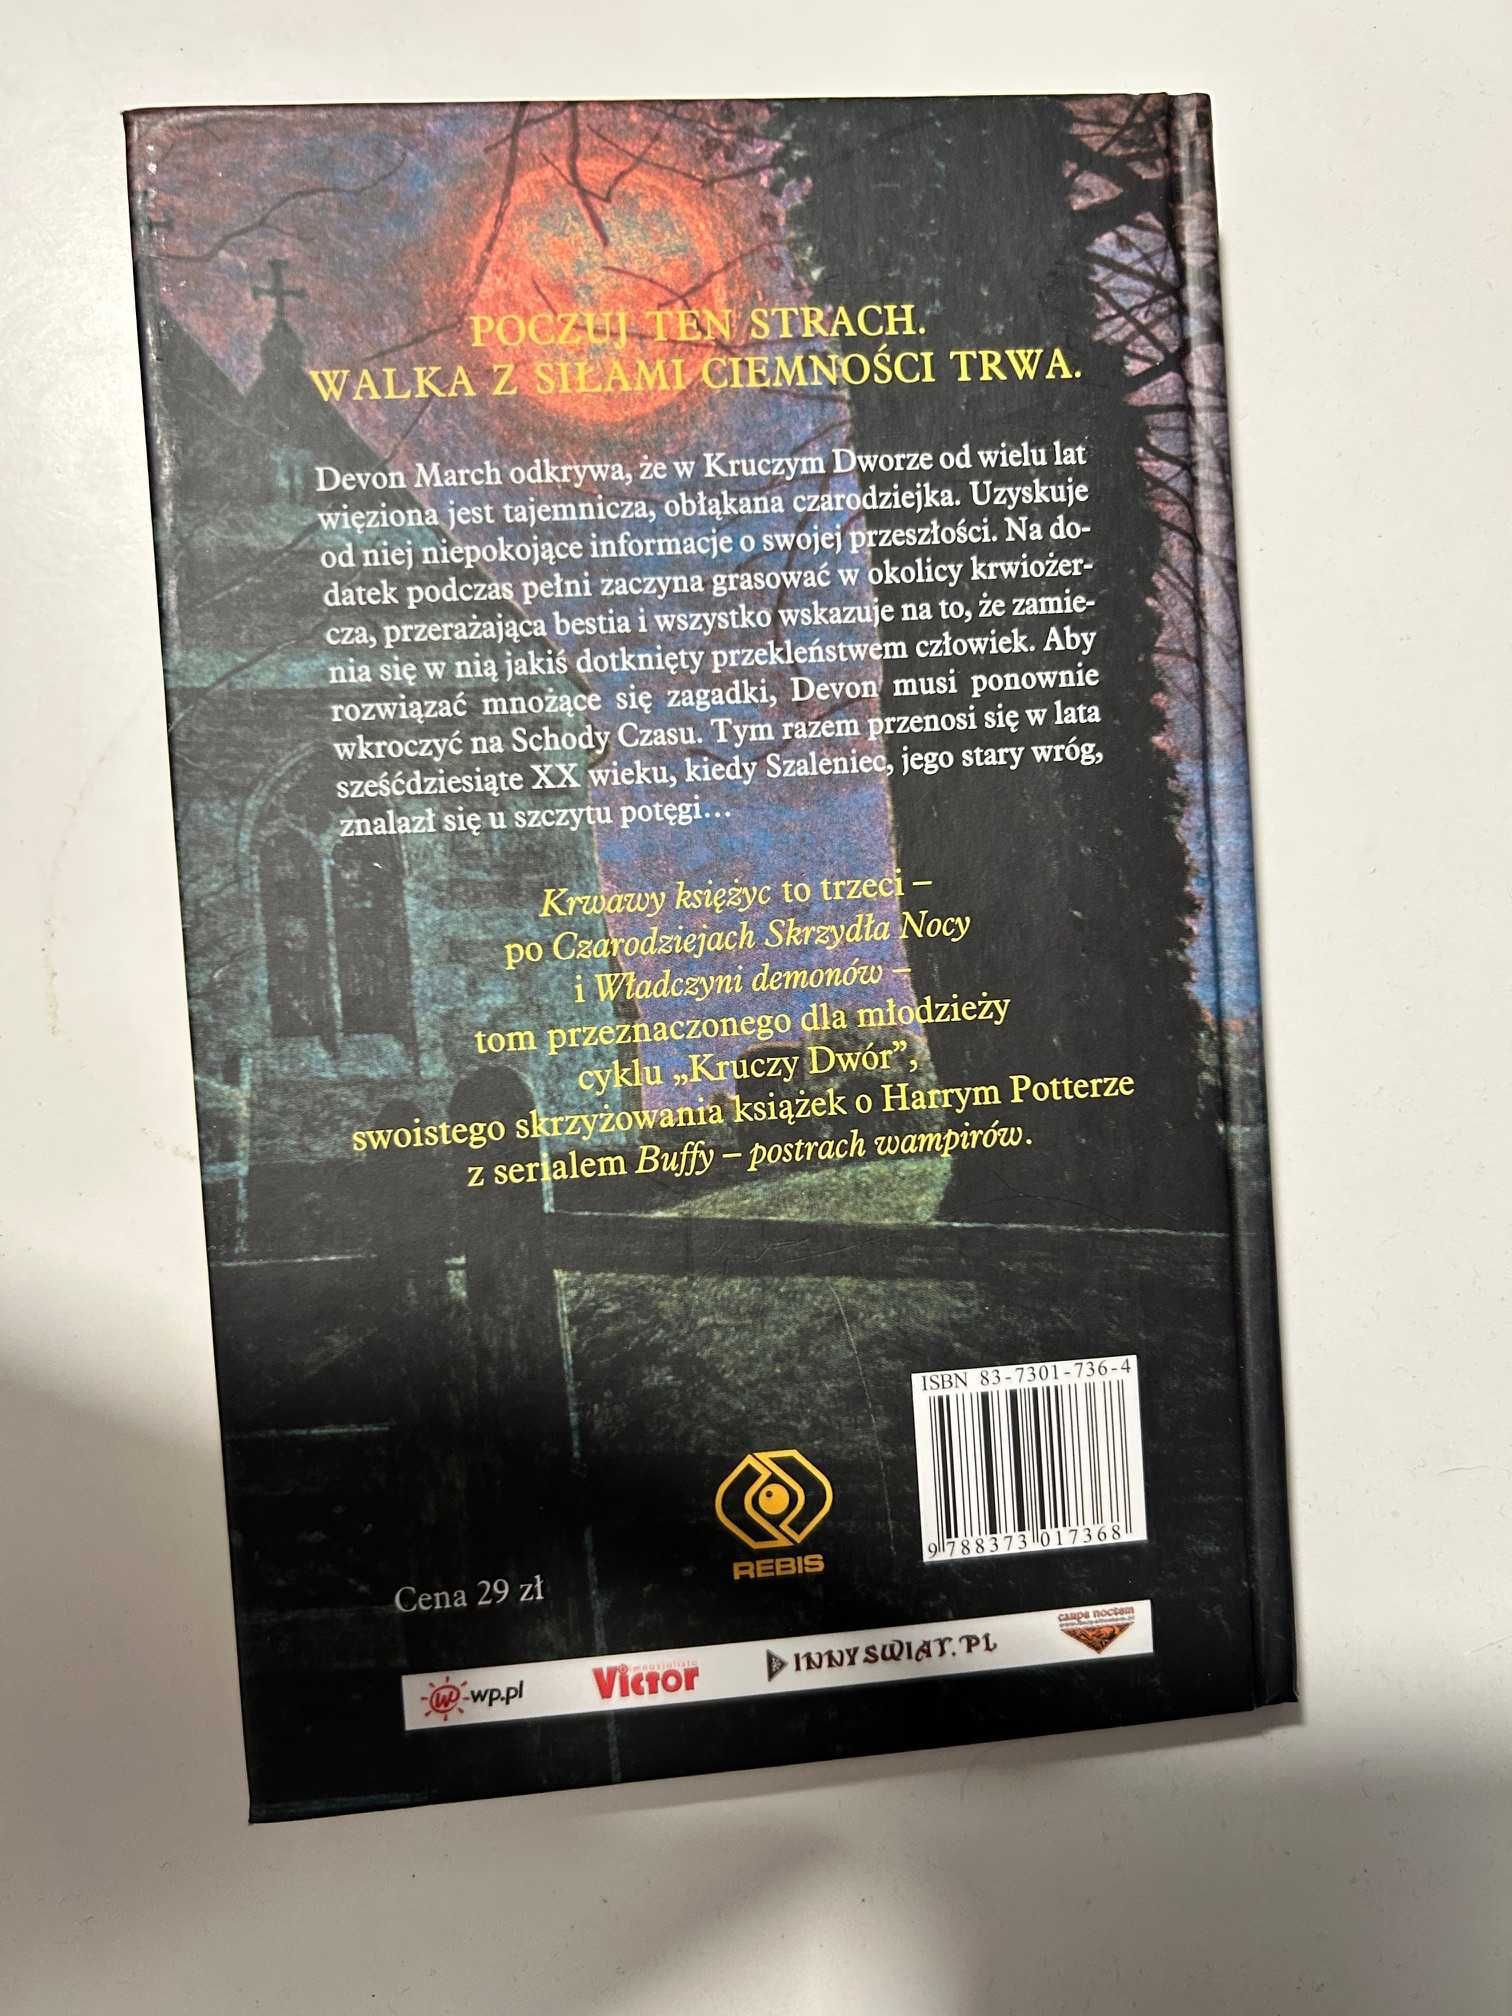 POCZUJ TEN STRACH.
WALKA Z SIŁAMI CIEMNOŚCI TRWA.
Devon March odkrywa, że w Kruczym Dworze od wielu lat
więziona jest tajemnicza, obłąkana czarodziejka. Uzyskuje
od niej niepokojące informacje o swojej przeszłości. Na do-
datek podczas pełni zaczyna grasować w okolicy krwiożer-
cza, przerażająca bestia i wszystko wskazuje na to, że zamie-
nia się w nią jakiś dotknięty przekleństwem człowiek. Aby
rozwiązać mnożące się zagadki, Devon musi ponownie
wkroczyć na Schody Czasu. Tym razem przenosi się w lata
sześćdziesiąte XX wieku, kiedy Szaleniec, jego stary wróg,
znalazł się u szczytu potęgi...
Krwawy księżyc to trzeci –
po Czarodziejach Skrzydła Nocy
i Władczyni demonów –
tom przeznaczonego dla młodzieży
cyklu „Kruczy Dwór”,
swoistego skrzyżowania książek o Harrym Potterze
z serialem Buffy – postrach wampirów.
ISBN 83-7301-736-4
9 788373 017368
REBIS
Cena 29 zł
wp-wp.pl
Victor
INNYSWIAT.PL
carpe noctem